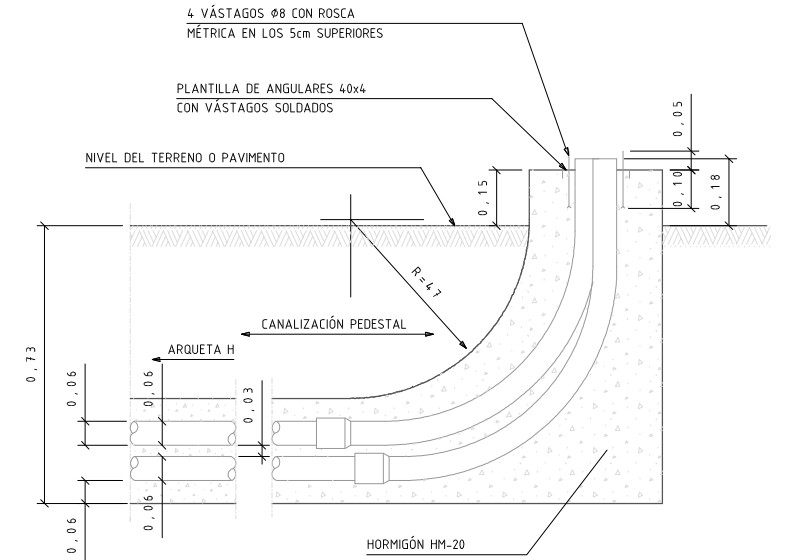 4 VÁSTAGOS Ø8 CON ROSCA
MÉTRICA EN LOS 5cm SUPERIORES
PLANTILLA DE ANGULARES 40x4
CON VÁSTAGOS SOLDADOS
NIVEL DEL TERRENO O PAVIMENTO
0,05
0,10
0,18
0,15
R=47
CANALIZACIÓN PEDESTAL
ARQUETA H
0,73
0,06
0,06
0,03
0,06
0,06
HORMIGÓN HM-20